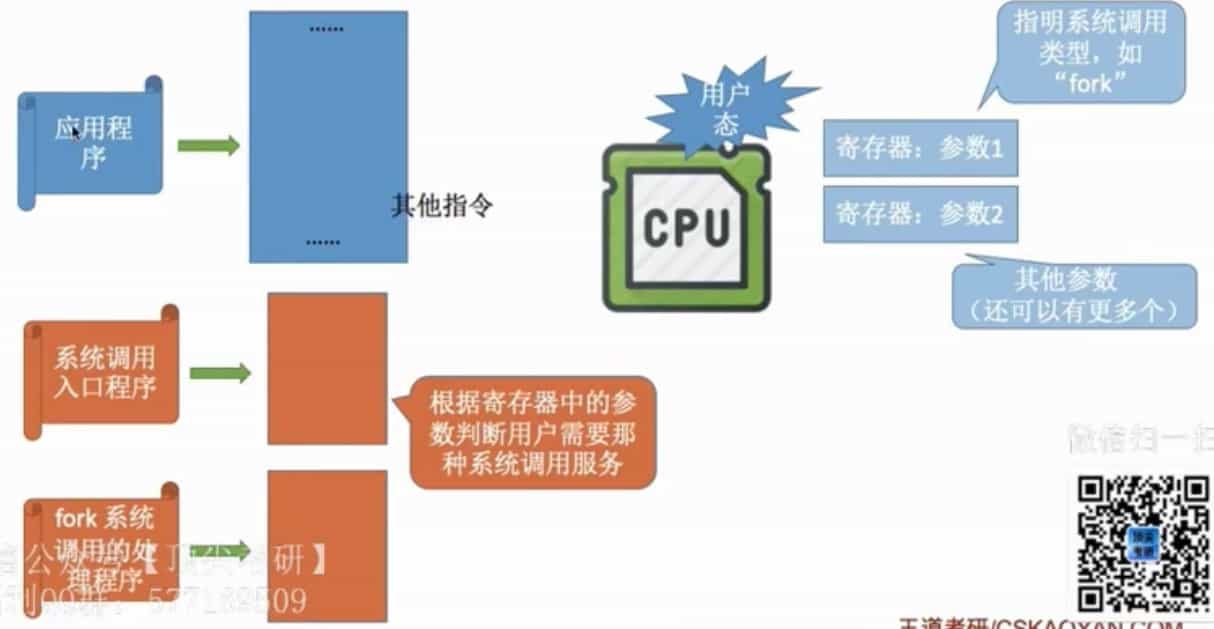 ......
应用程
序
......
其他指令
用户
态
CPU
指明系统调用
类型，如
“fork”
寄存器：参数1
寄存器：参数2
其他参数
（还可以有更多个）
系统调用
入口程序
根据寄存器中的参
数判断用户需要那
种系统调用服务
fork 系统
调用的处
理程序
公众号【顶尖考研】
QQ群：
微信扫一扫
顶尖
考研
王道考研/CSKAOYAN.COM